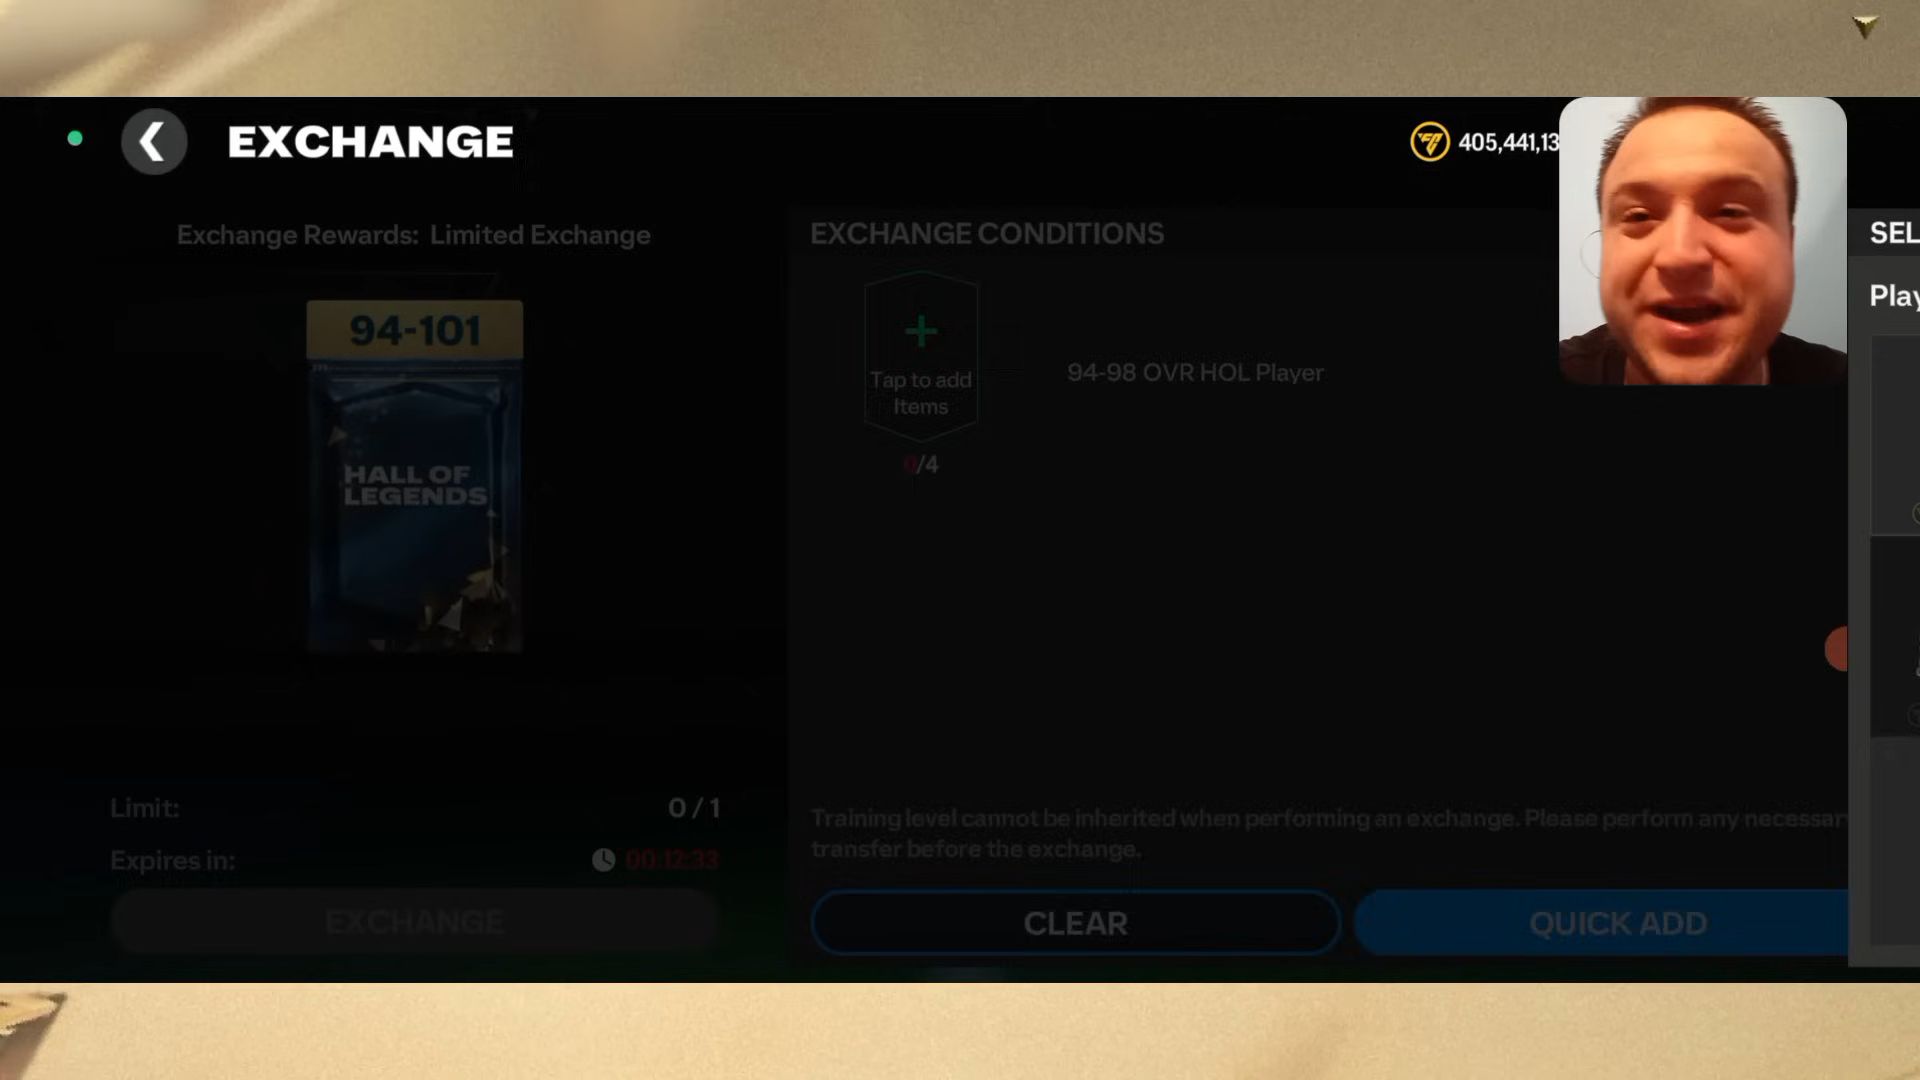 EXCHANGE
405,441,13
Exchange Rewards: Limited Exchange
94-101
HALL OF
LEGENDS
Limit: 0 / 1
Expires in: 00:12:33
EXCHANGE
EXCHANGE CONDITIONS
Tap to add
Items
/4
94-98 OVR HOL Player
Training level cannot be inherited when performing an exchange. Please perform any necessar
transfer before the exchange.
CLEAR
QUICK ADD
SEL
Play